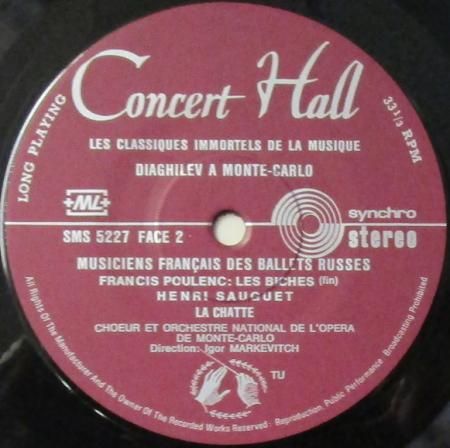 Concert Hall
LONG PLAYING
33 1/3 RPM
LES CLASSIQUES IMMORTELS DE LA MUSIQUE
DIAGHILEV A MONTE-CARLO
+ML+
synchro
SMS 5227 FACE 2
stereo
MUSICIENS FRANÇAIS DES BALLETS RUSSES
FRANCIS POULENC: LES BICHES (fin)
HENRI SAUGUET
LA CHATTE
CHOEUR ET ORCHESTRE NATIONAL DE L'OPERA
DE MONTE-CARLO
Direction: Igor MARKEVITCH
TU
All Rights Of The Manufacturer And The Owner Of The Recorded Works Reserved - Reproduction, Public Performance, Broadcasting Prohibited